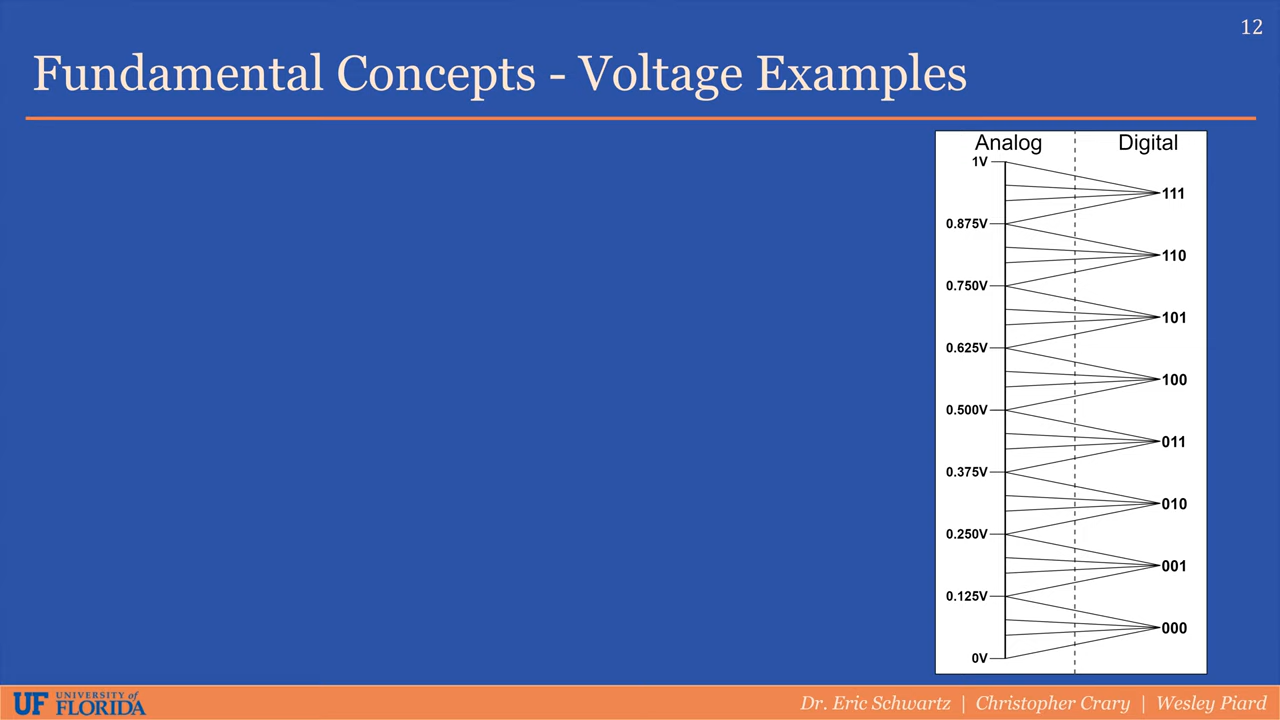 12
Fundamental Concepts - Voltage Examples
Analog Digital
1V
111
0.875V
110
0.750V
101
0.625V
100
0.500V
011
0.375V
010
0.250V
001
0.125V
000
0V
UF UNIVERSITY of FLORIDA
Dr. Eric Schwartz | Christopher Crary | Wesley Piard